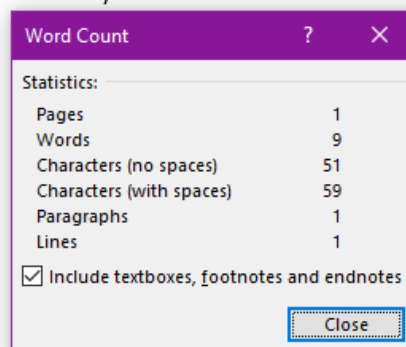 Word Count ? ×
Statistics:
Pages 1
Words 9
Characters (no spaces) 51
Characters (with spaces) 59
Paragraphs 1
Lines 1
Include textboxes, footnotes and endnotes
Close